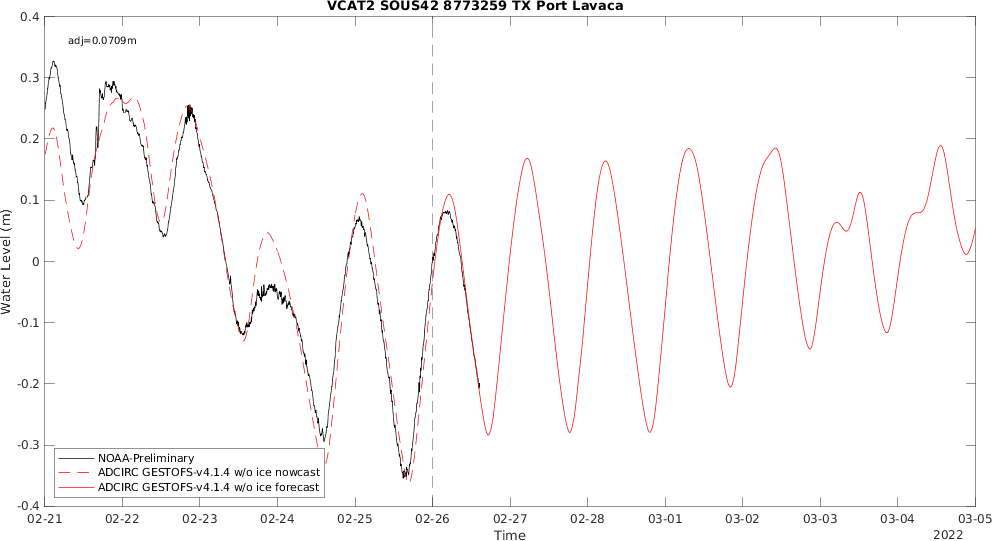 VCAT2 SOUS42 8773259 TX Port Lavaca
adj=0.0709m
0.4
0.3
0.2
0.1
0
-0.1
-0.2
-0.3
-0.4
Water Level (m)
NOAA-Preliminary
ADCIRC GESTOFS-v4.1.4 w/o ice nowcast
ADCIRC GESTOFS-v4.1.4 w/o ice forecast
02-21 02-22 02-23 02-24 02-25 02-26 02-27 02-28 03-01 03-02 03-03 03-04 03-05
Time
2022